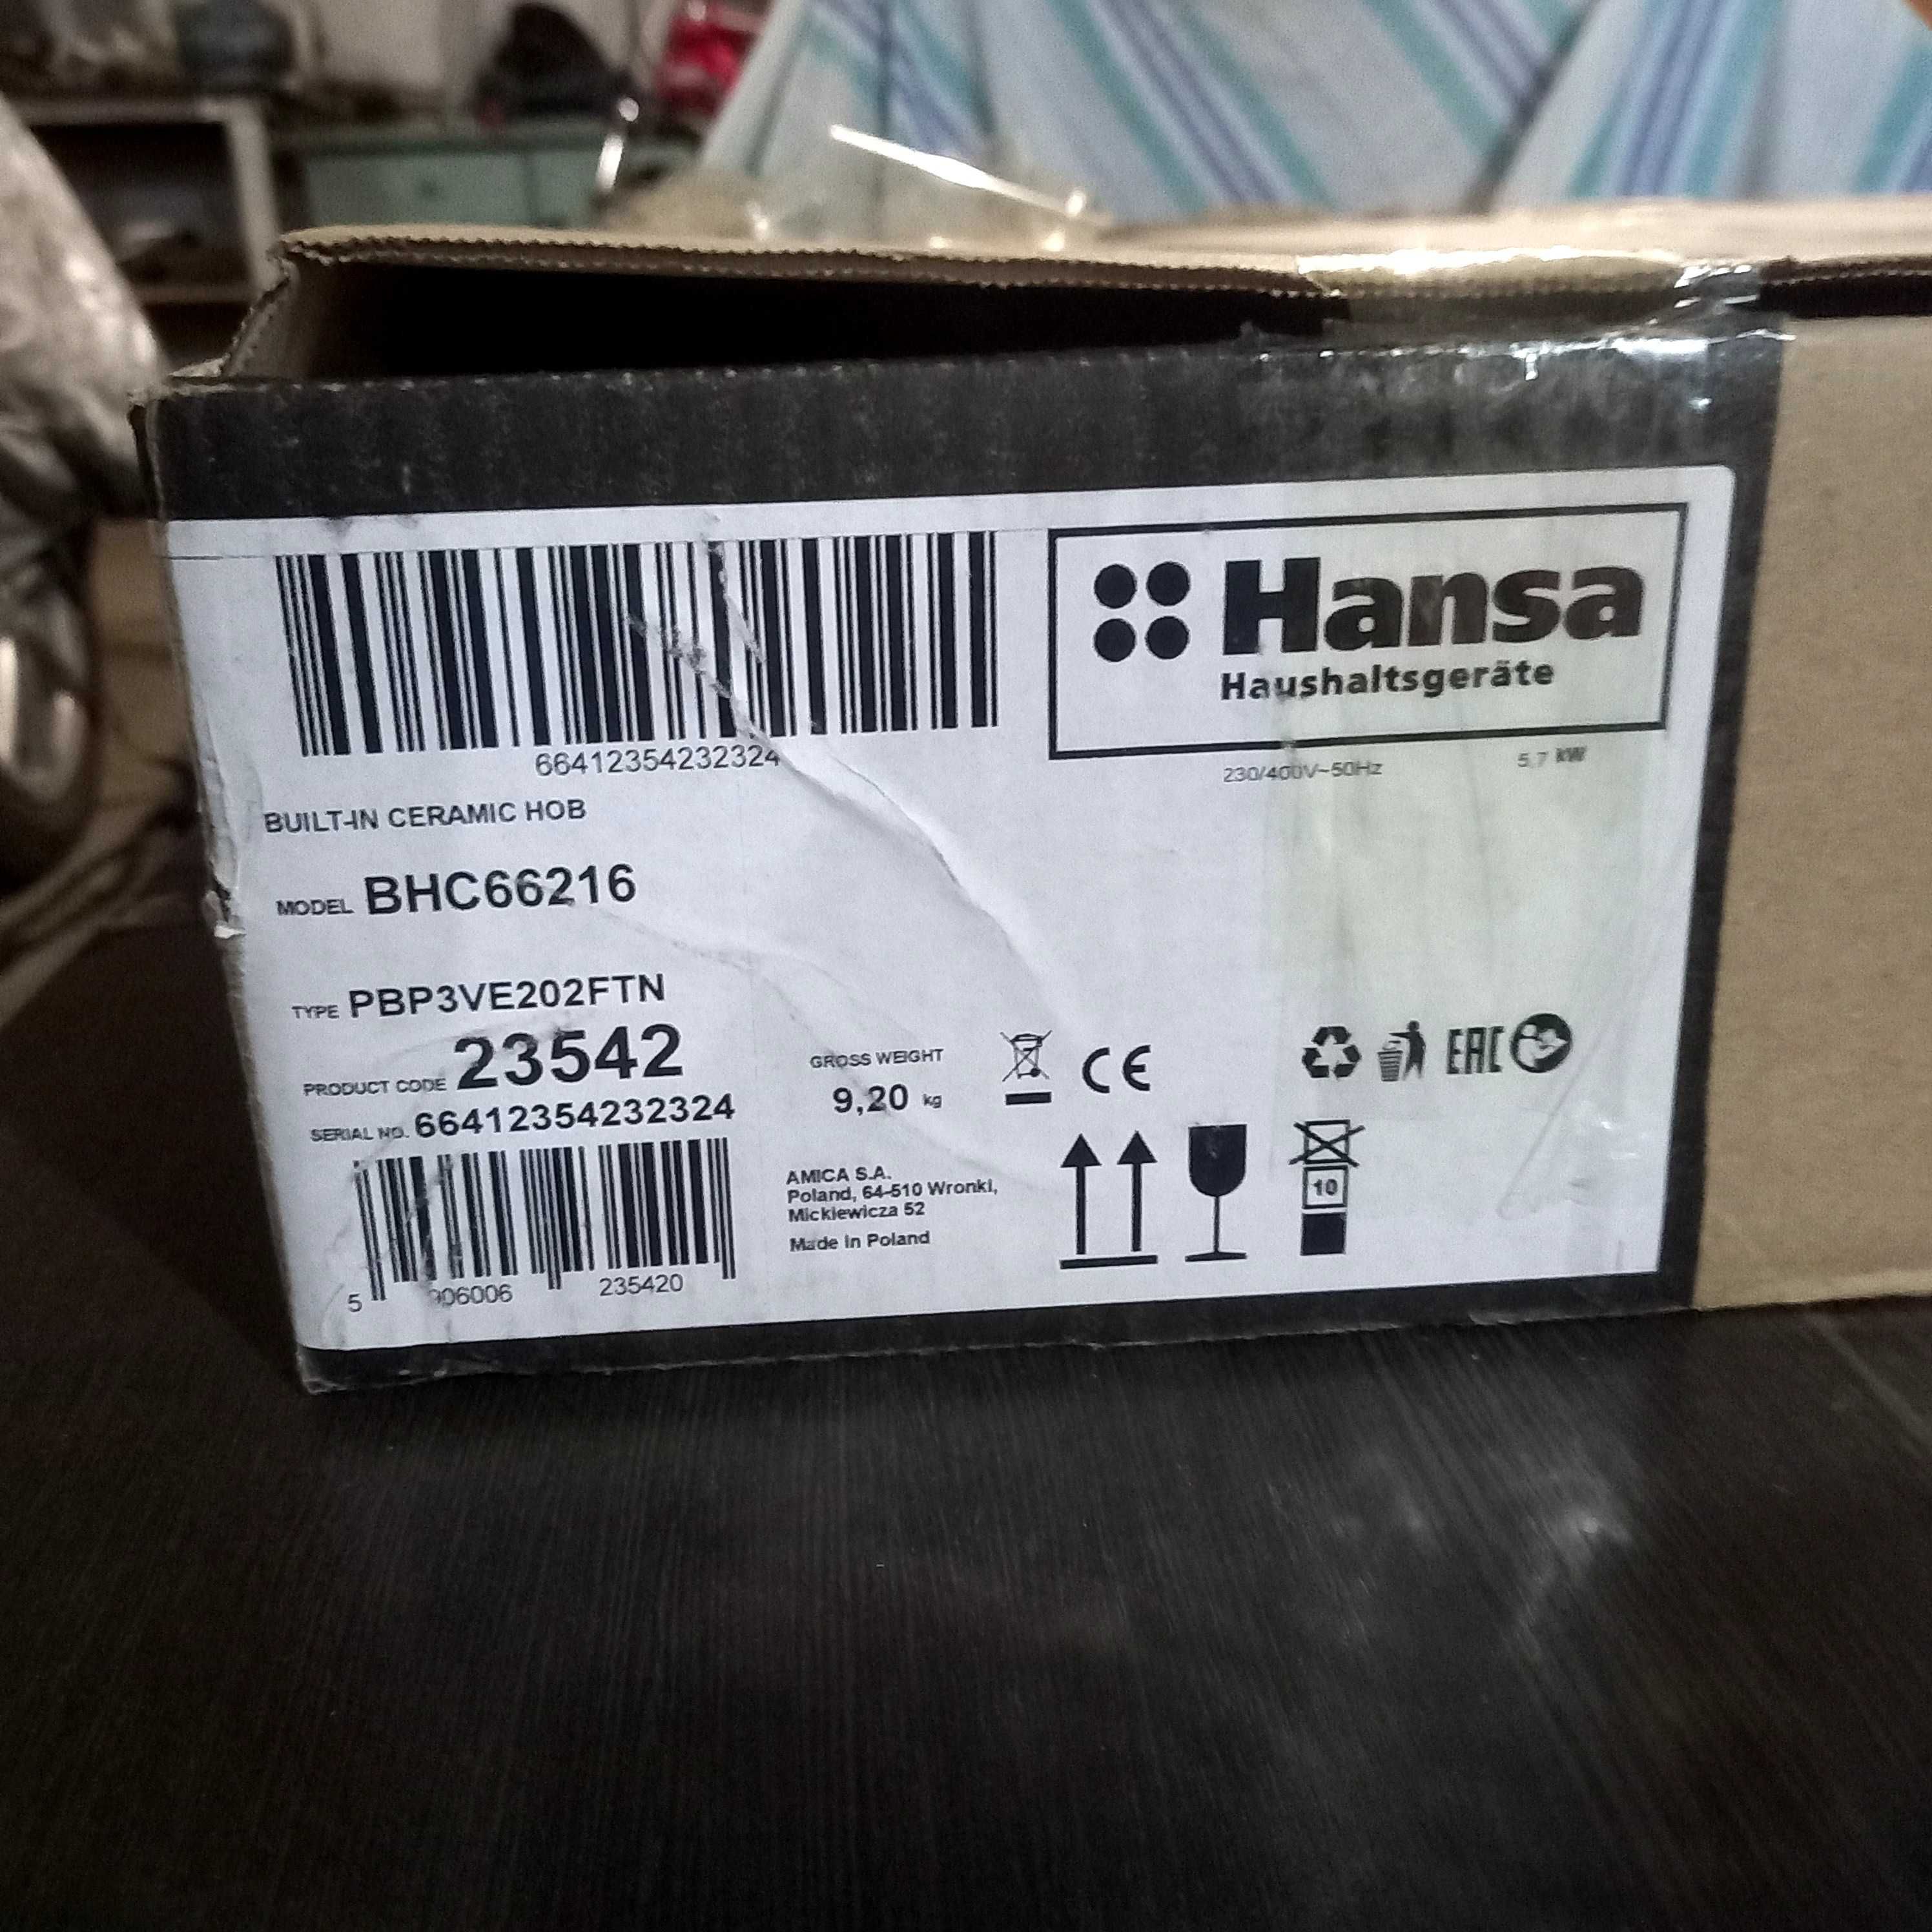 66412354232324
Hansa
Haushaltsgeräte
230/400V~50Hz 5,7 kW
BUILT-IN CERAMIC HOB
MODEL BHC66216
TYPE PBP3VE202FTN
PRODUCT CODE 23542
SERIAL NO. 66412354232324
5 906006 235420
GROSS WEIGHT
9,20 kg
AMICA S.A.
Poland, 64-510 Wronki,
Mickiewicza 52
Made in Poland
CE
EAC
10